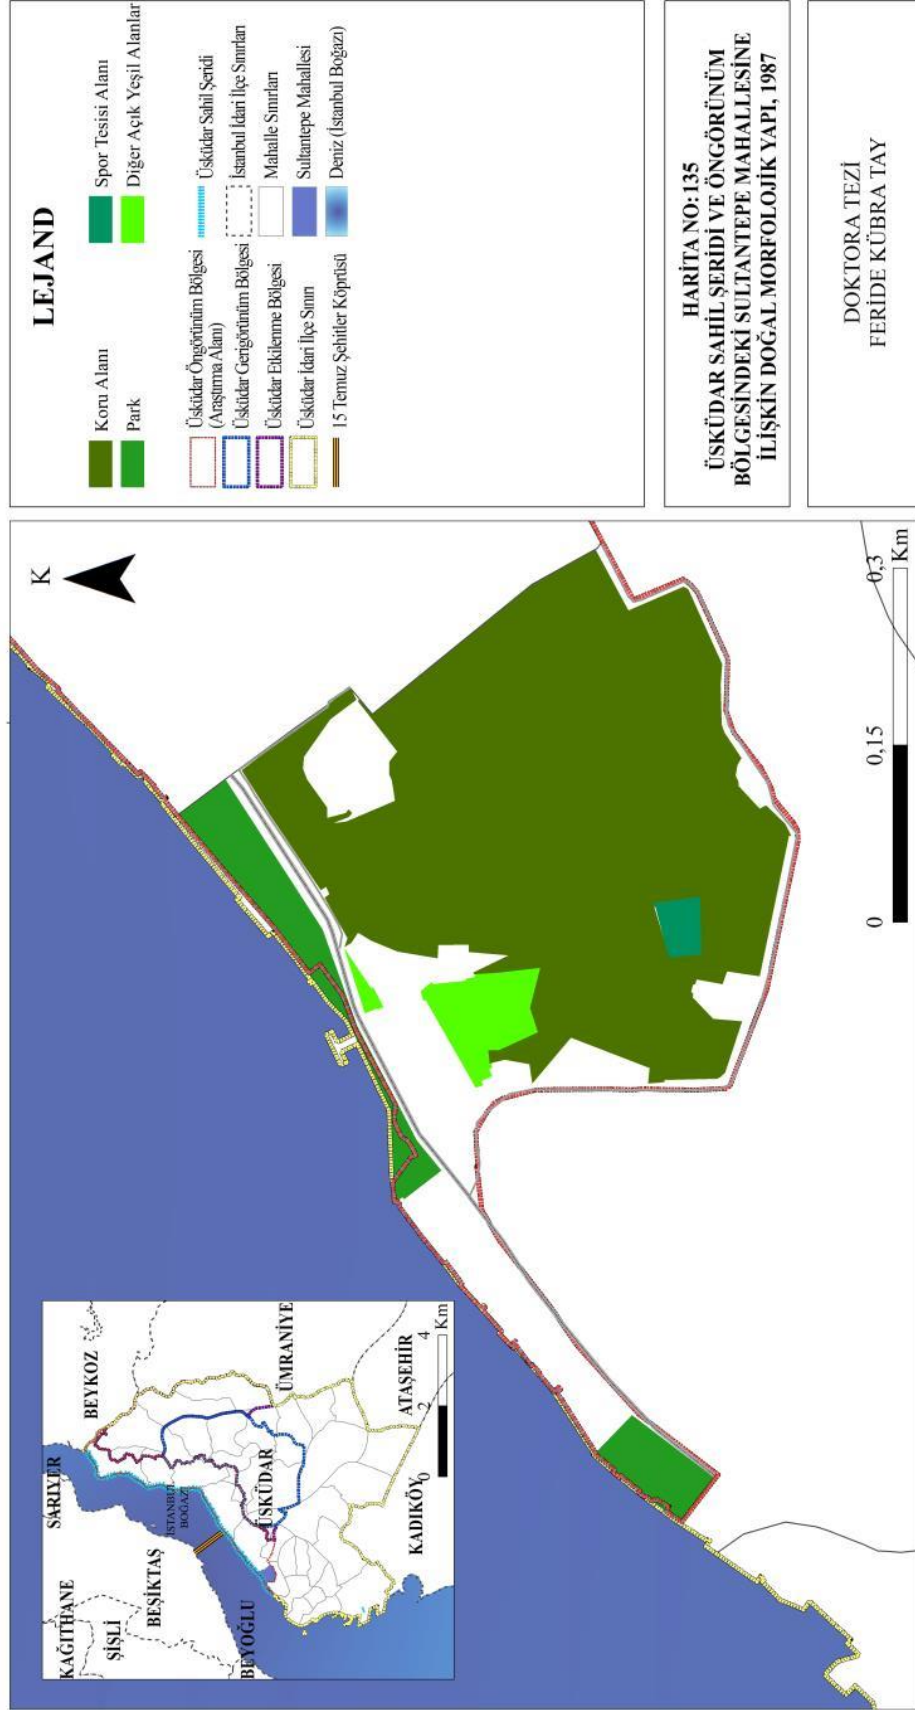 K
0
0,15
0,3
Km
KAĞITHANE
SARIYER
BEYKOZ
ŞİŞLİ
BEŞİKTAŞ
İSTANBUL
BOĞAZI
BEYOĞLU
ÜSKÜDAR
ÜMRANİYE
KADIKÖY
ATAŞEHİR
0
2
4
Km
LEJAND
Koru Alanı
Park
Spor Tesisi Alanı
Diğer Açık Yeşil Alanlar
Üsküdar Öngörünüm Bölgesi
(Araştırma Alanı)
Üsküdar Gerigörünüm Bölgesi
Üsküdar Etkilenme Bölgesi
Üsküdar İdari İlçe Sınırı
15 Temuz Şehitler Köprüsü
Üsküdar Sahil Şeridi
İstanbul İdari İlçe Sınırları
Mahalle Sınırları
Sultantepe Mahallesi
Deniz (İstanbul Boğazı)
HARİTA NO: 135
ÜSKÜDAR SAHİL ŞERİDİ VE ÖNGÖRÜNÜM
BÖLGESİNDEKİ SULTANTEPE MAHALLESİNE
İLİŞKİN DOĞAL MORFOLOJİK YAPI, 1987
DOKTORA TEZİ
FERİDE KÜBRA TAY